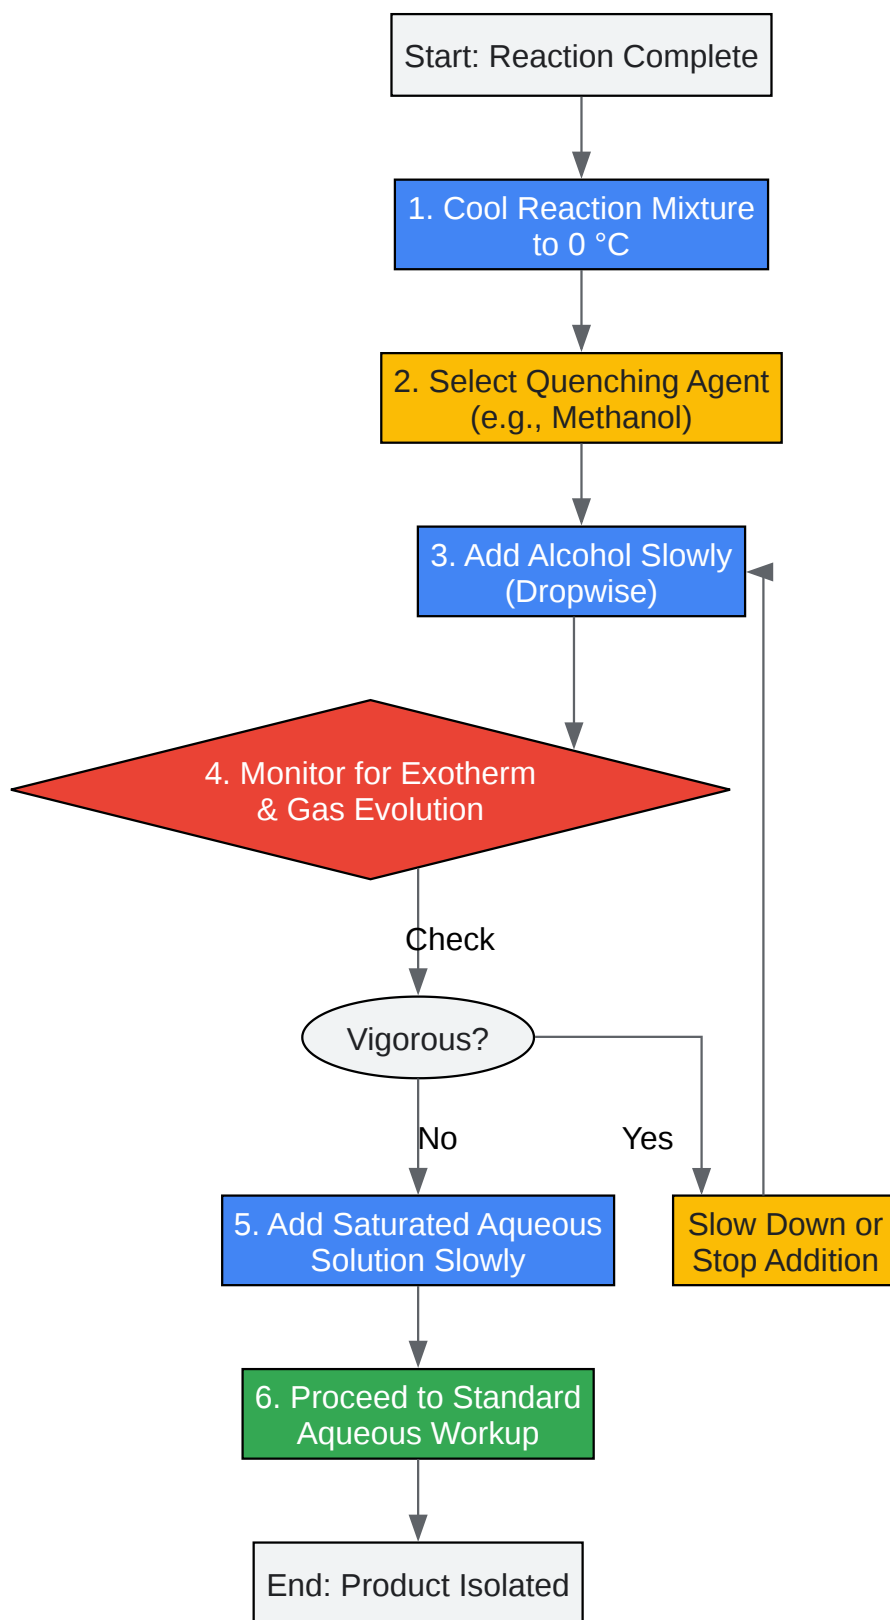 Start: Reaction Complete
1. Cool Reaction Mixture
to 0 °C
2. Select Quenching Agent
(e.g., Methanol)
3. Add Alcohol Slowly
(Dropwise)
4. Monitor for Exotherm
& Gas Evolution
Check
Vigorous?
No
Yes
5. Add Saturated Aqueous
Solution Slowly
Slow Down or
Stop Addition
6. Proceed to Standard
Aqueous Workup
End: Product Isolated